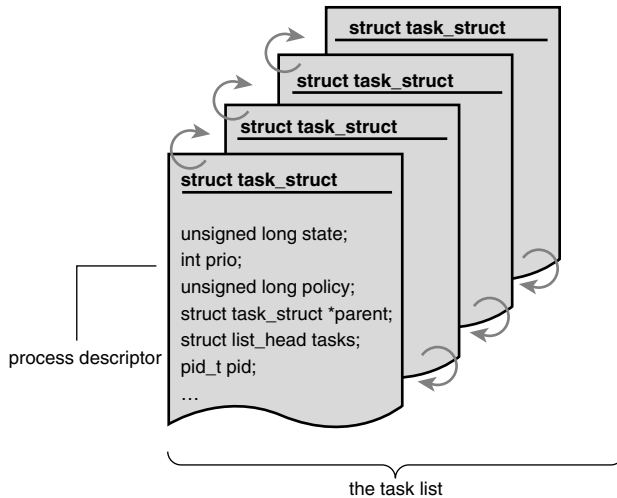 struct task_struct
struct task_struct
struct task_struct
struct task_struct
unsigned long state;
int prio;
unsigned long policy;
struct task_struct *parent;
struct list_head tasks;
pid_t pid;
…
process descriptor
the task list